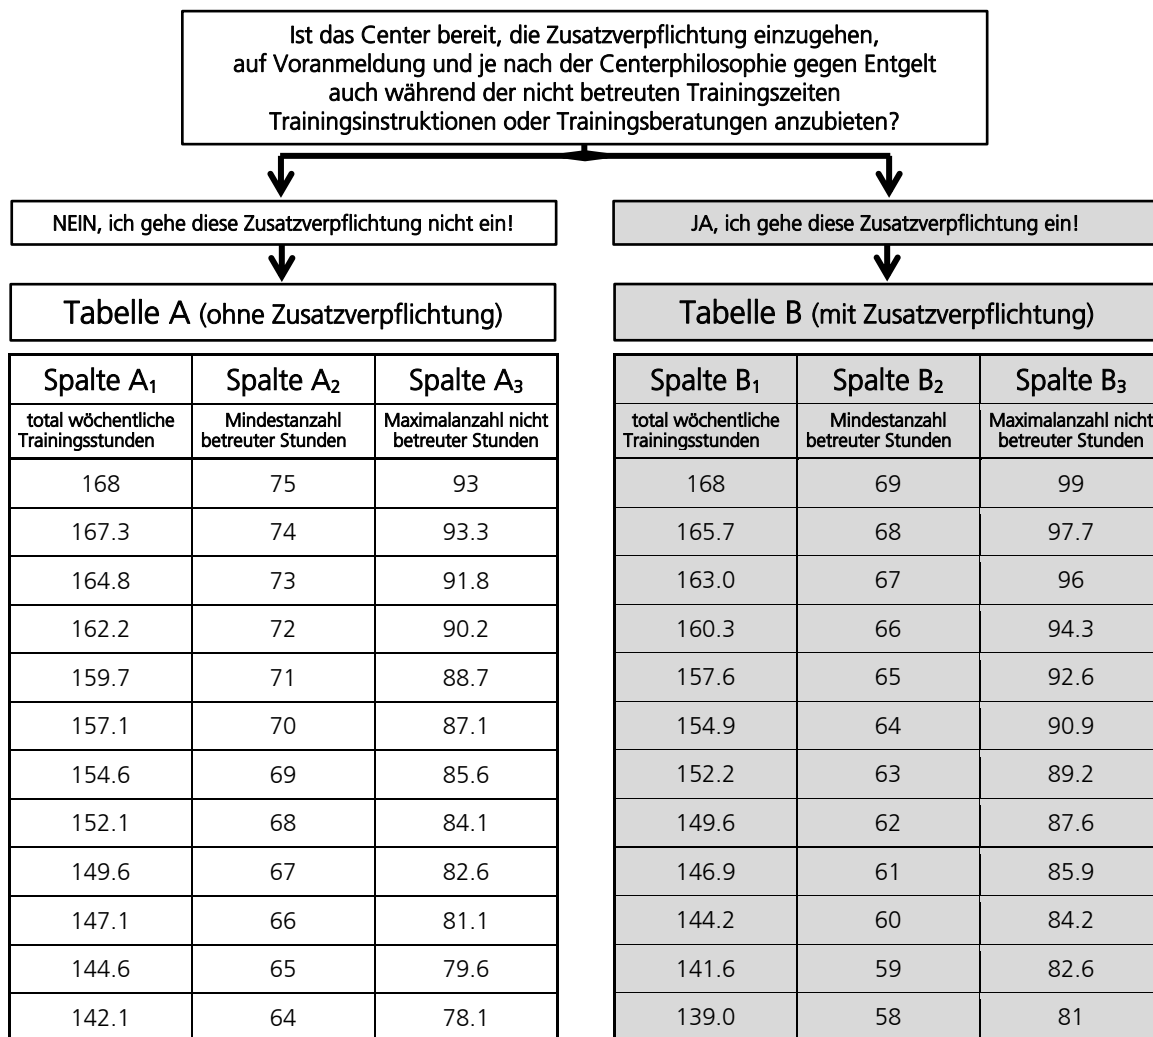 Ist das Center bereit, die Zusatzverpflichtung einzugehen,
auf Voranmeldung und je nach der Centerphilosophie gegen Entgelt
auch während der nicht betreuten Trainingszeiten
Trainingsinstruktionen oder Trainingsberatungen anzubieten?
NEIN, ich gehe diese Zusatzverpflichtung nicht ein!
Tabelle A (ohne Zusatzverpflichtung)
Spalte A₁ Spalte A₂ Spalte A₃
total wöchentliche Trainingsstunden Mindestanzahl betreuter Stunden Maximalanzahl nicht betreuter Stunden
168 75 93
167.3 74 93.3
164.8 73 91.8
162.2 72 90.2
159.7 71 88.7
157.1 70 87.1
154.6 69 85.6
152.1 68 84.1
149.6 67 82.6
147.1 66 81.1
144.6 65 79.6
142.1 64 78.1
JA, ich gehe diese Zusatzverpflichtung ein!
Tabelle B (mit Zusatzverpflichtung)
Spalte B₁ Spalte B₂ Spalte B₃
total wöchentliche Trainingsstunden Mindestanzahl betreuter Stunden Maximalanzahl nicht betreuter Stunden
168 69 99
165.7 68 97.7
163.0 67 96
160.3 66 94.3
157.6 65 92.6
154.9 64 90.9
152.2 63 89.2
149.6 62 87.6
146.9 61 85.9
144.2 60 84.2
141.6 59 82.6
139.0 58 81